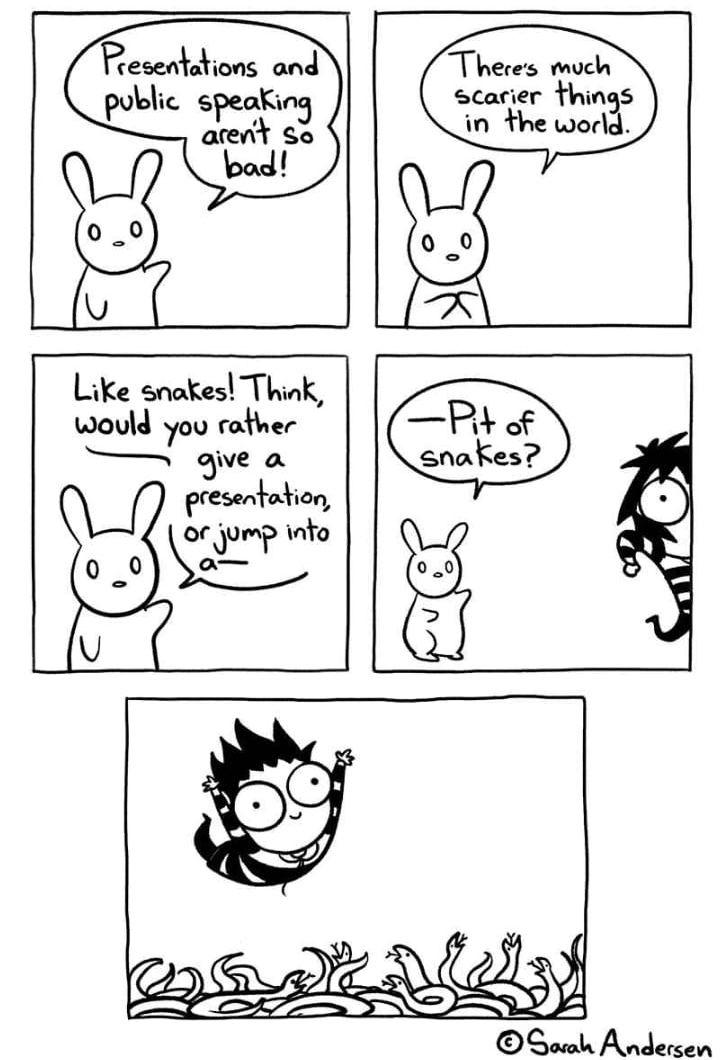 Presentations and
public speaking
aren't so
bad!
There's much
scarier things
in the world.
Like snakes! Think,
would you rather
give a
presentation,
or jump into
a—
—Pit of
snakes?
© Sarah Andersen